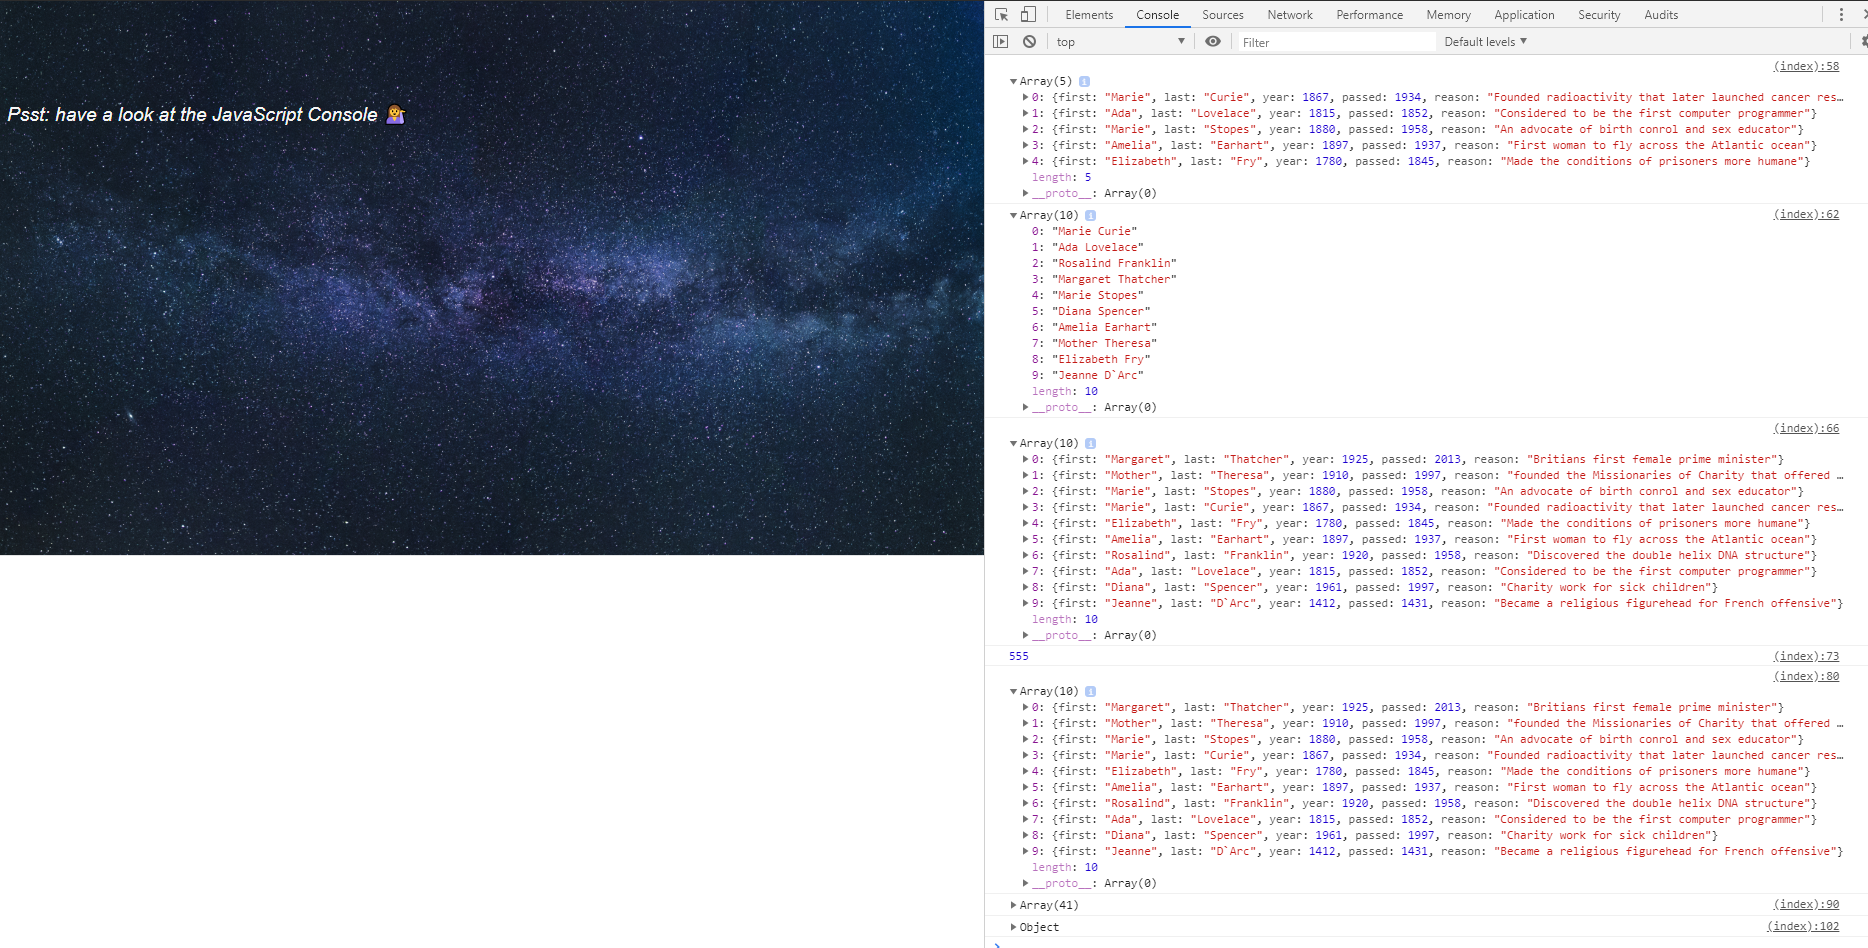 Psst: have a look at the JavaScript Console 💁
Elements Console Sources Network Performance Memory Application Security Audits
top Filter Default levels
(index):58
Array(5)
0: {first: "Marie", last: "Curie", year: 1867, passed: 1934, reason: "Founded radioactivity that later launched cancer res…
1: {first: "Ada", last: "Lovelace", year: 1815, passed: 1852, reason: "Considered to be the first computer programmer"}
2: {first: "Marie", last: "Stopes", year: 1880, passed: 1958, reason: "An advocate of birth conrol and sex educator"}
3: {first: "Amelia", last: "Earhart", year: 1897, passed: 1937, reason: "First woman to fly across the Atlantic ocean"}
4: {first: "Elizabeth", last: "Fry", year: 1780, passed: 1845, reason: "Made the conditions of prisoners more humane"}
length: 5
__proto__: Array(0)
Array(10) (index):62
0: "Marie Curie"
1: "Ada Lovelace"
2: "Rosalind Franklin"
3: "Margaret Thatcher"
4: "Marie Stopes"
5: "Diana Spencer"
6: "Amelia Earhart"
7: "Mother Theresa"
8: "Elizabeth Fry"
9: "Jeanne D`Arc"
length: 10
__proto__: Array(0)
(index):66
Array(10)
0: {first: "Margaret", last: "Thatcher", year: 1925, passed: 2013, reason: "Britians first female prime minister"}
1: {first: "Mother", last: "Theresa", year: 1910, passed: 1997, reason: "founded the Missionaries of Charity that offered …
2: {first: "Marie", last: "Stopes", year: 1880, passed: 1958, reason: "An advocate of birth conrol and sex educator"}
3: {first: "Marie", last: "Curie", year: 1867, passed: 1934, reason: "Founded radioactivity that later launched cancer res…
4: {first: "Elizabeth", last: "Fry", year: 1780, passed: 1845, reason: "Made the conditions of prisoners more humane"}
5: {first: "Amelia", last: "Earhart", year: 1897, passed: 1937, reason: "First woman to fly across the Atlantic ocean"}
6: {first: "Rosalind", last: "Franklin", year: 1920, passed: 1958, reason: "Discovered the double helix DNA structure"}
7: {first: "Ada", last: "Lovelace", year: 1815, passed: 1852, reason: "Considered to be the first computer programmer"}
8: {first: "Diana", last: "Spencer", year: 1961, passed: 1997, reason: "Charity work for sick children"}
9: {first: "Jeanne", last: "D`Arc", year: 1412, passed: 1431, reason: "Became a religious figurehead for French offensive"}
length: 10
__proto__: Array(0)
555 (index):73
(index):80
Array(10)
0: {first: "Margaret", last: "Thatcher", year: 1925, passed: 2013, reason: "Britians first female prime minister"}
1: {first: "Mother", last: "Theresa", year: 1910, passed: 1997, reason: "founded the Missionaries of Charity that offered …
2: {first: "Marie", last: "Stopes", year: 1880, passed: 1958, reason: "An advocate of birth conrol and sex educator"}
3: {first: "Marie", last: "Curie", year: 1867, passed: 1934, reason: "Founded radioactivity that later launched cancer res…
4: {first: "Elizabeth", last: "Fry", year: 1780, passed: 1845, reason: "Made the conditions of prisoners more humane"}
5: {first: "Amelia", last: "Earhart", year: 1897, passed: 1937, reason: "First woman to fly across the Atlantic ocean"}
6: {first: "Rosalind", last: "Franklin", year: 1920, passed: 1958, reason: "Discovered the double helix DNA structure"}
7: {first: "Ada", last: "Lovelace", year: 1815, passed: 1852, reason: "Considered to be the first computer programmer"}
8: {first: "Diana", last: "Spencer", year: 1961, passed: 1997, reason: "Charity work for sick children"}
9: {first: "Jeanne", last: "D`Arc", year: 1412, passed: 1431, reason: "Became a religious figurehead for French offensive"}
length: 10
__proto__: Array(0)
Array(41) (index):90
Object (index):102